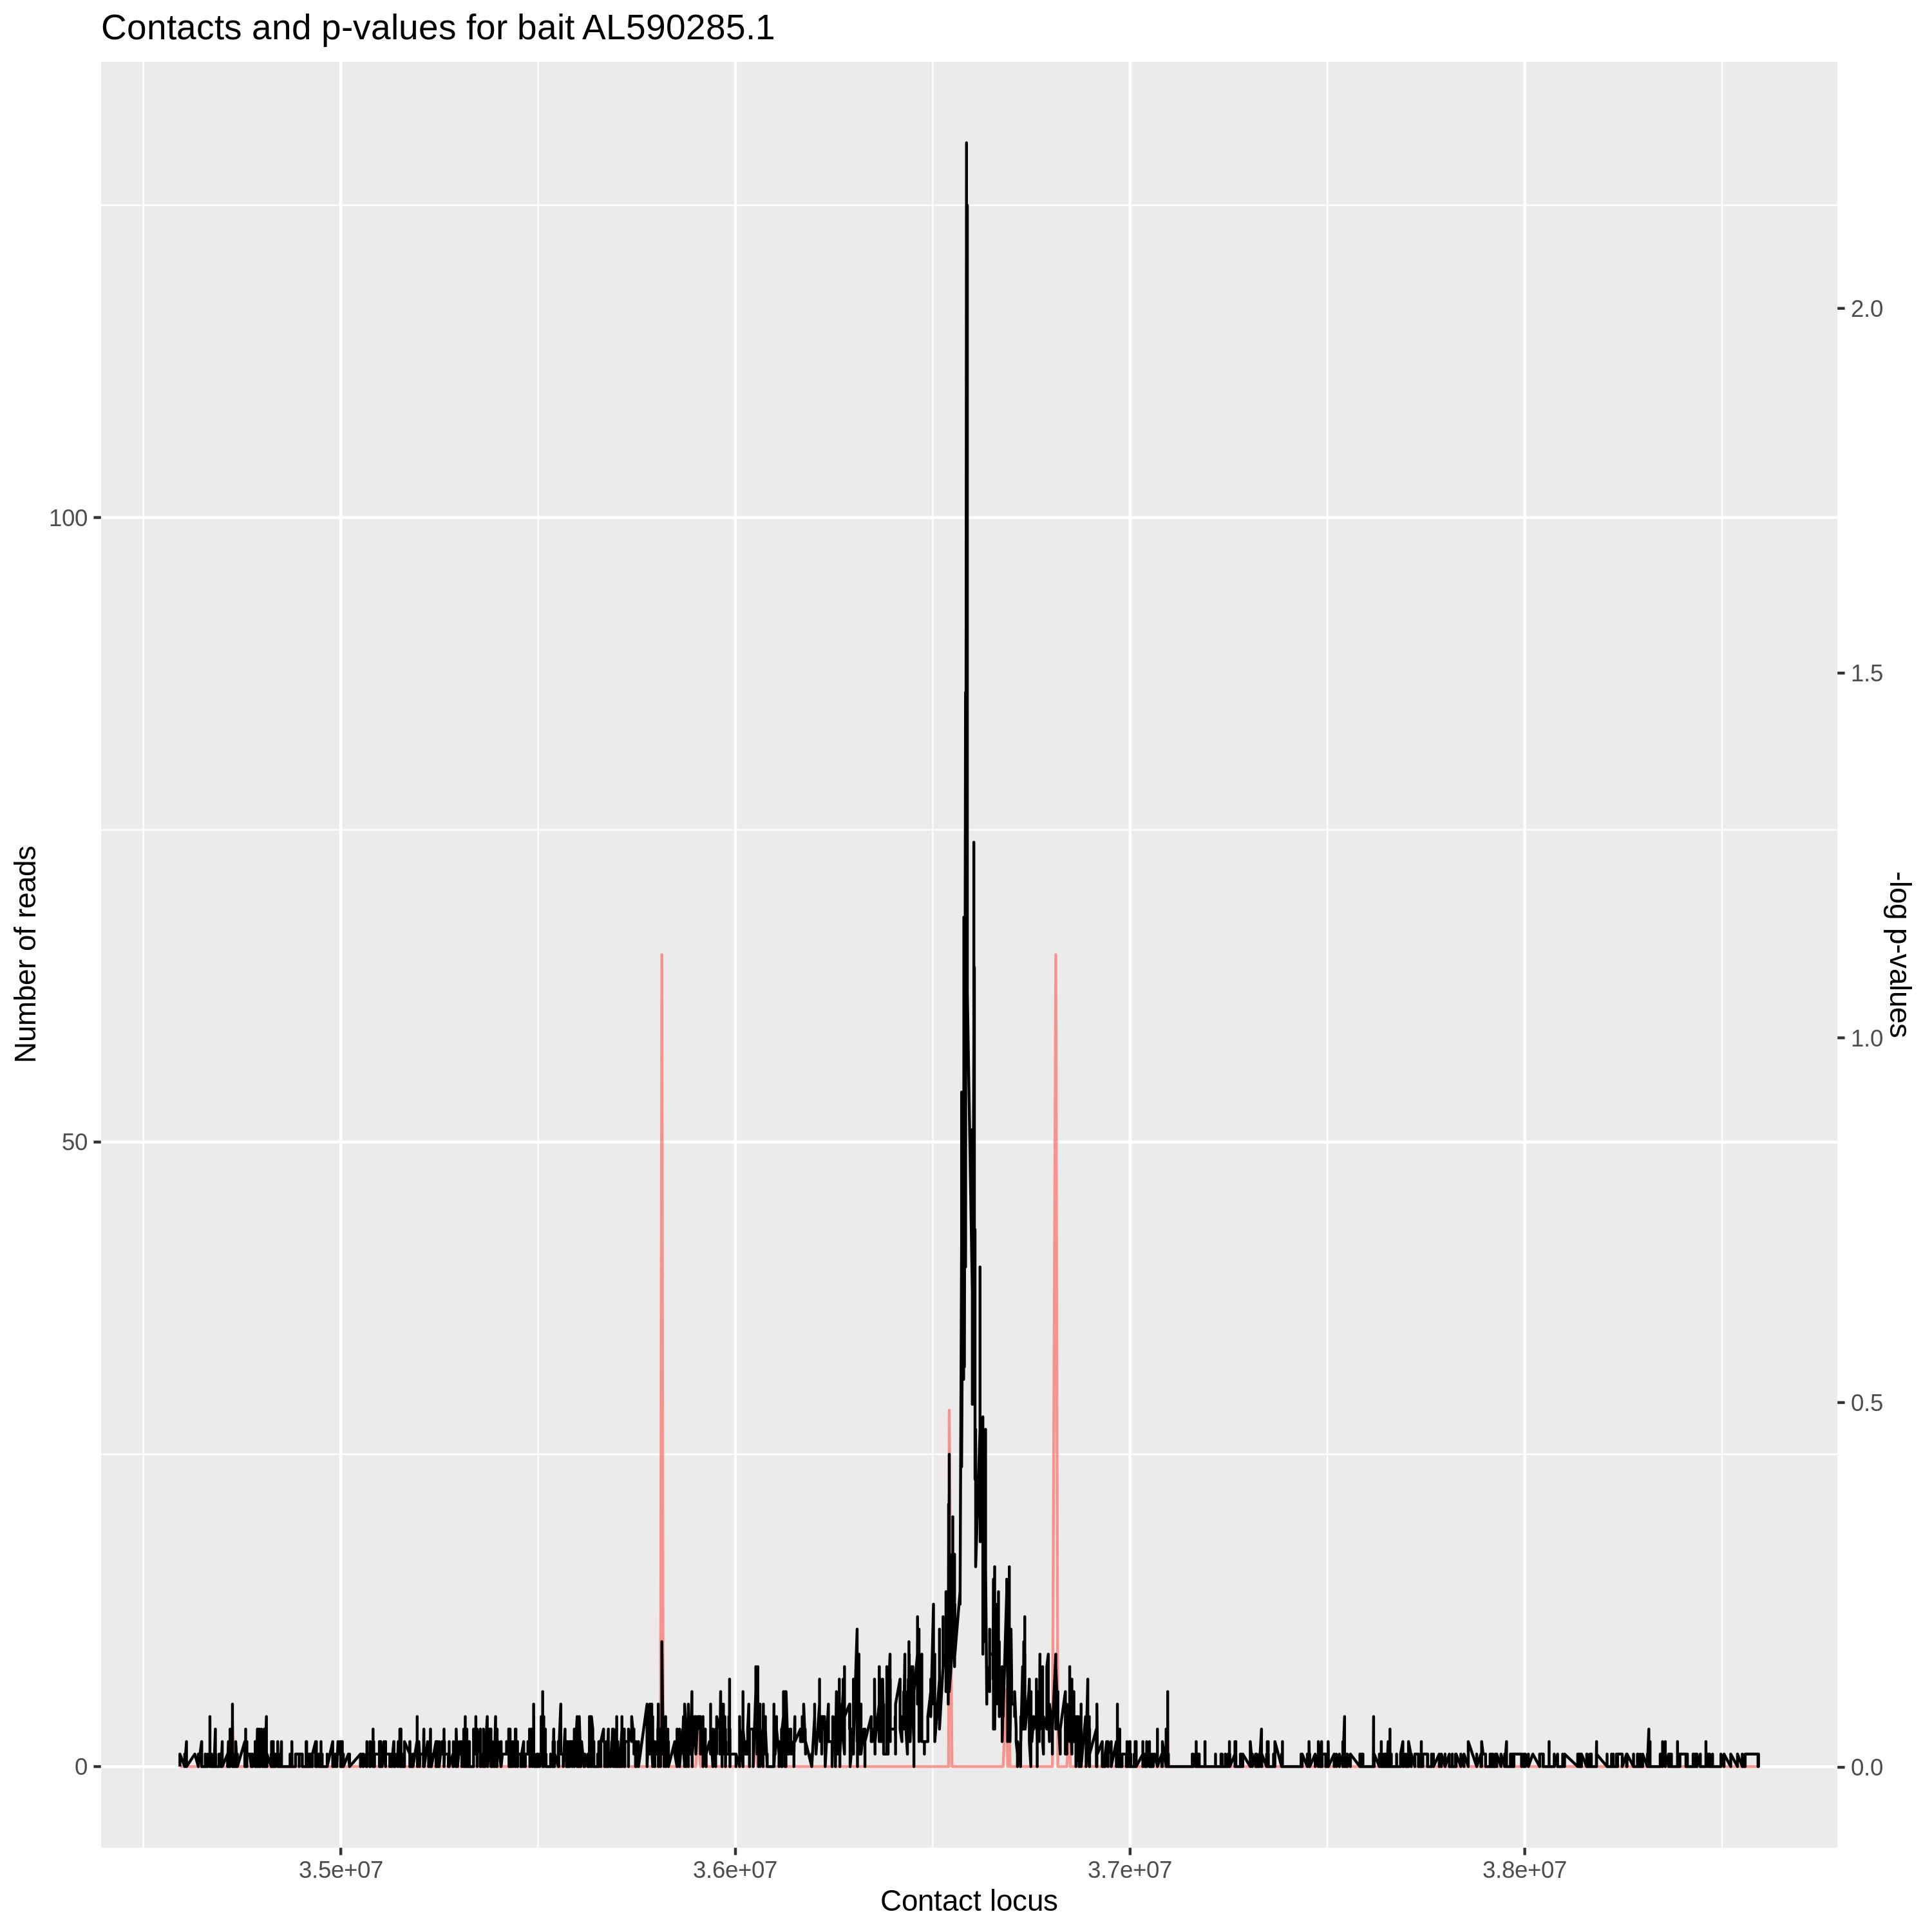 Contacts and p-values for bait AL590285.1
Number of reads
100
50
0
2.0
1.5
1.0
0.5
0.0
-log p-values
3.5e+07 3.6e+07 3.7e+07 3.8e+07
Contact locus